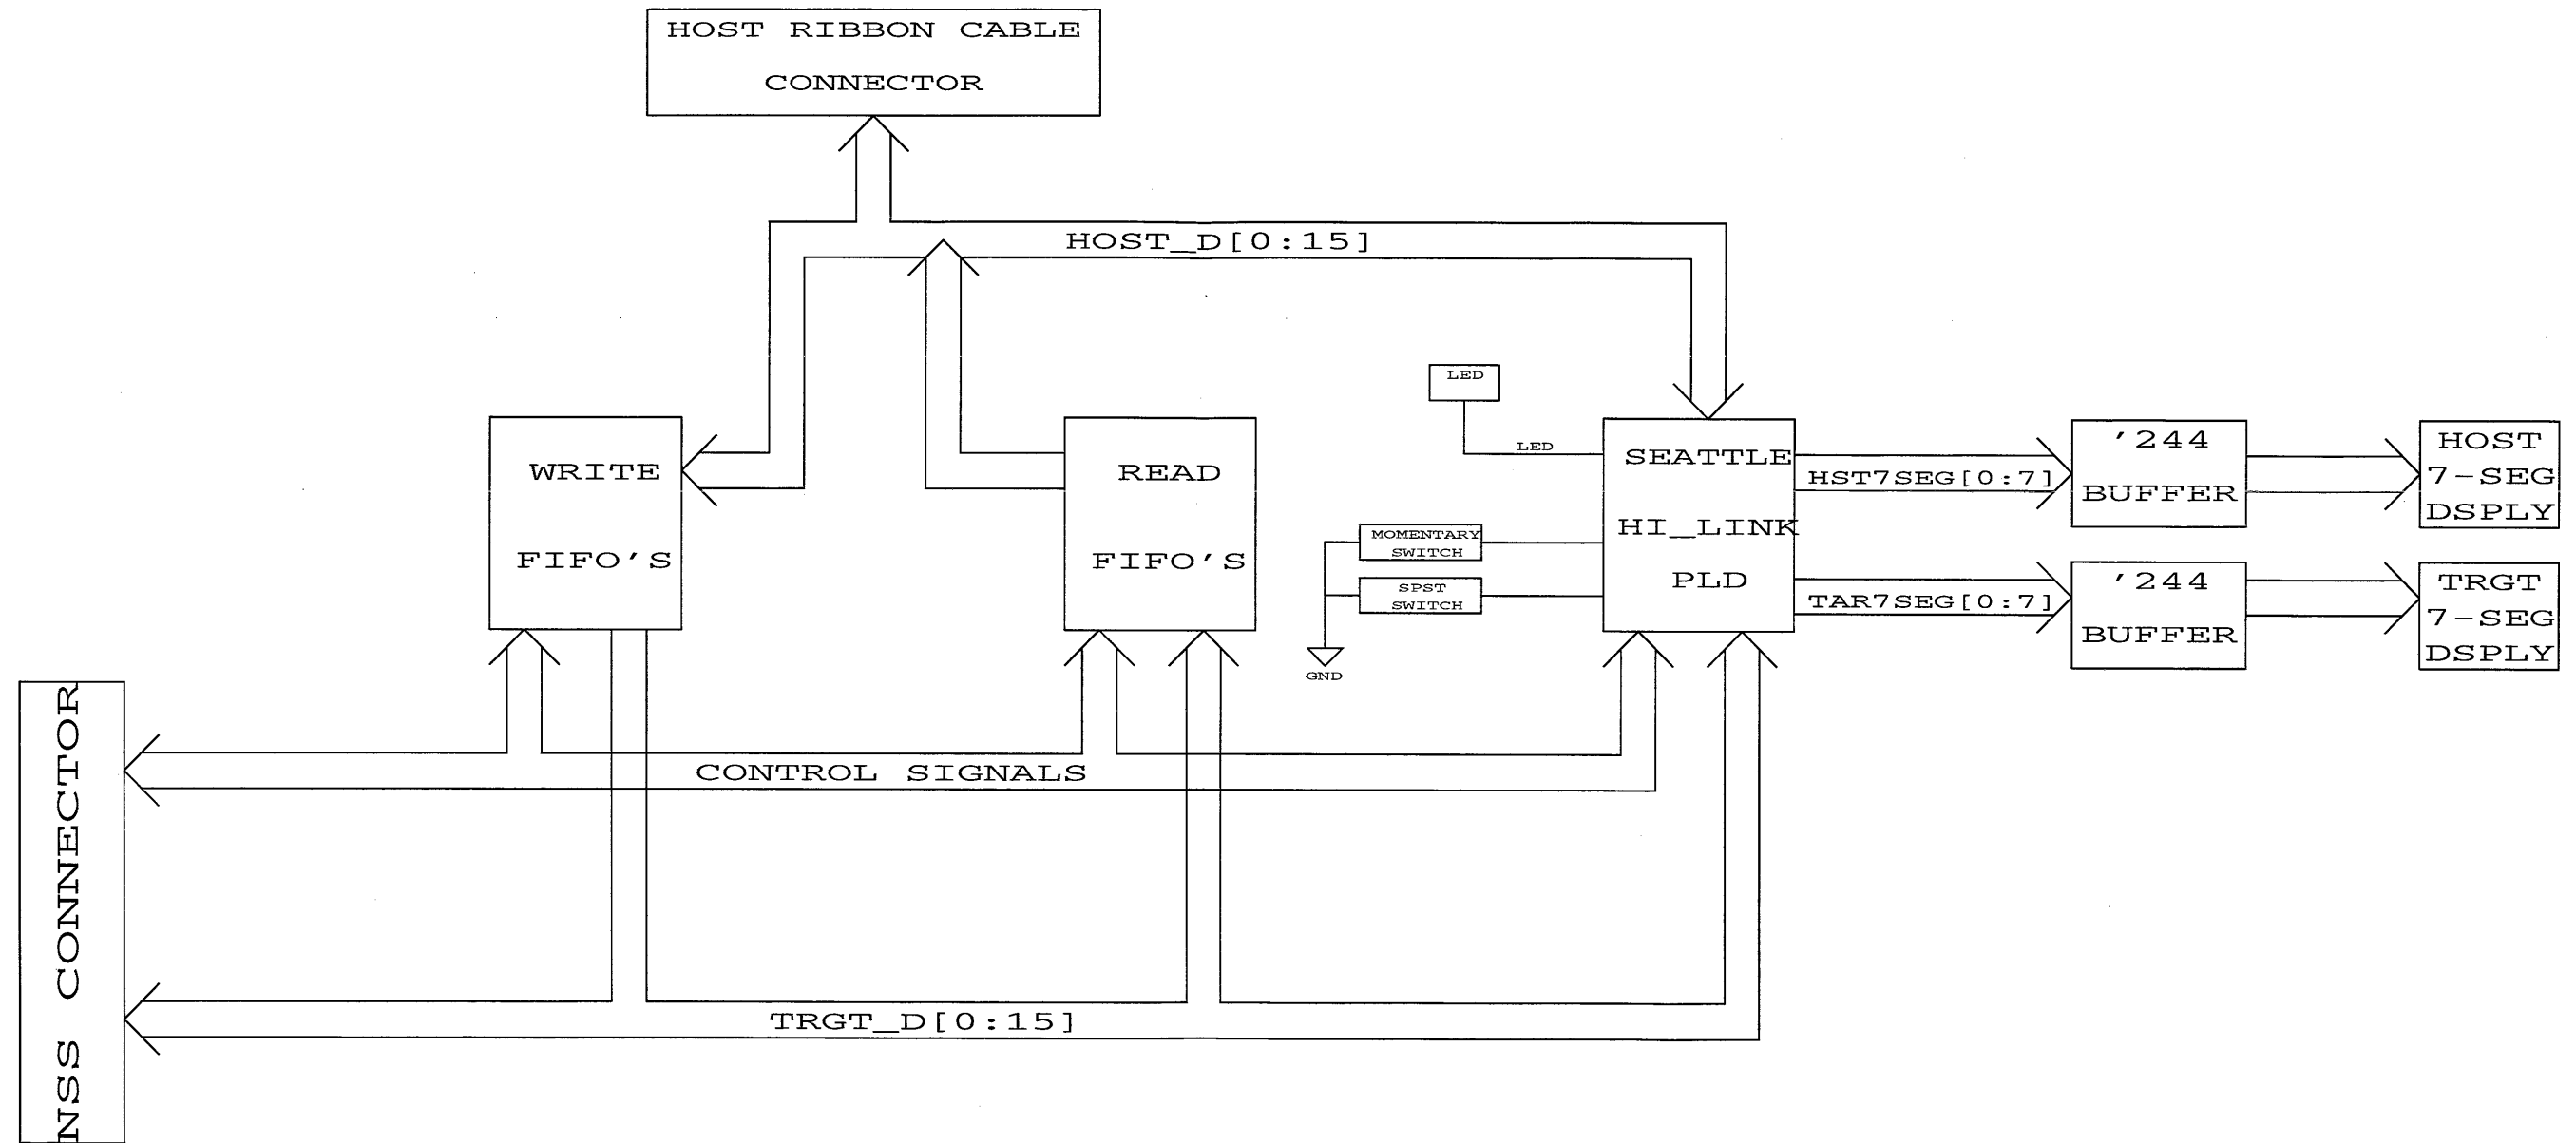 HOST RIBBON CABLE
CONNECTOR
HOST_D[0:15]
LED
LED
WRITE
FIFO'S
READ
FIFO'S
SEATTLE
HI_LINK
PLD
MOMENTARY
SWITCH
SPST
SWITCH
GND
HST7SEG[0:7]
'244
BUFFER
HOST
7-SEG
DSPLY
TAR7SEG[0:7]
'244
BUFFER
TRGT
7-SEG
DSPLY
NSS CONNECTOR
CONTROL SIGNALS
TRGT_D[0:15]